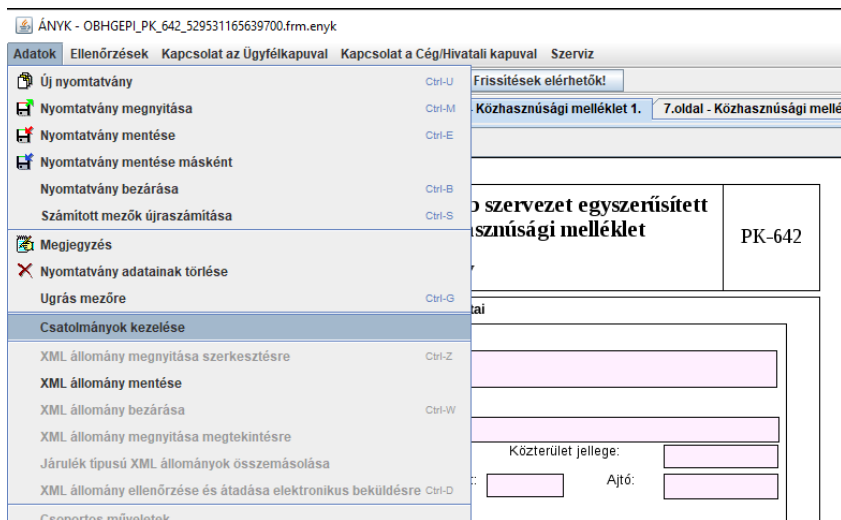 ÁNYK - OBHGEPI_PK_642_529531165639700.frm.enyk
Adatok Ellenőrzések Kapcsolat az Ügyfélkapuval Kapcsolat a Cég/Hivatali kapuval Szerviz
Új nyomtatvány Ctrl-U
Frissítések elérhetők!
Nyomtatvány megnyitása Ctrl-M
Közhasznúsági melléklet 1. 7.oldal - Közhasznúsági mellé
Nyomtatvány mentése Ctrl-E
Nyomtatvány mentése másként
Nyomtatvány bezárása Ctrl-B
Számított mezők újraszámítása Ctrl-S
Megjegyzés
Nyomtatvány adatainak törlése
Ugrás mezőre Ctrl-G
Csatolmányok kezelése
XML állomány megnyitása szerkesztésre Ctrl-Z
XML állomány mentése
XML állomány bezárása Ctrl-W
XML állomány megnyitása megtekintésre
Járulék típusú XML állományok összemásolása
XML állomány ellenőrzése és átadása elektronikus beküldésre Ctrl-D
Csoportos műveletek
szervezet egyszerűsített
sznúsági melléklet
PK-642
tai
Közterület jellege:
Ajtó: